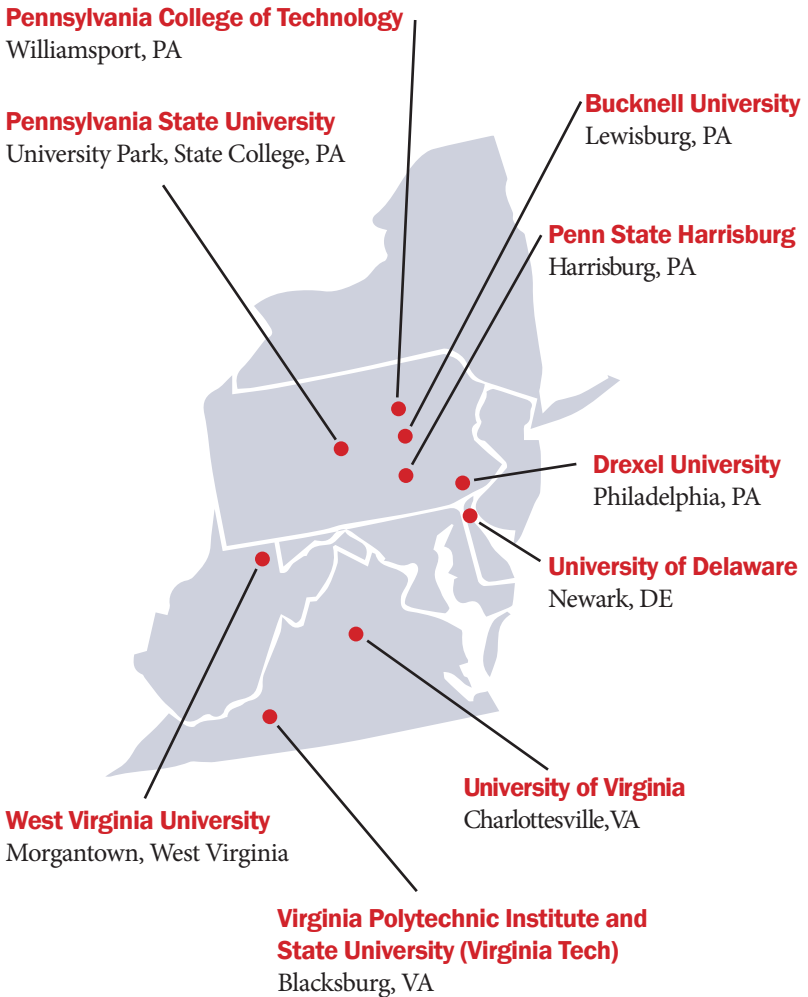 Pennsylvania College of Technology
Williamsport, PA
Pennsylvania State University
University Park, State College, PA
Bucknell University
Lewisburg, PA
Penn State Harrisburg
Harrisburg, PA
Drexel University
Philadelphia, PA
University of Delaware
Newark, DE
University of Virginia
Charlottesville,VA
West Virginia University
Morgantown, West Virginia
Virginia Polytechnic Institute and
State University (Virginia Tech)
Blacksburg, VA